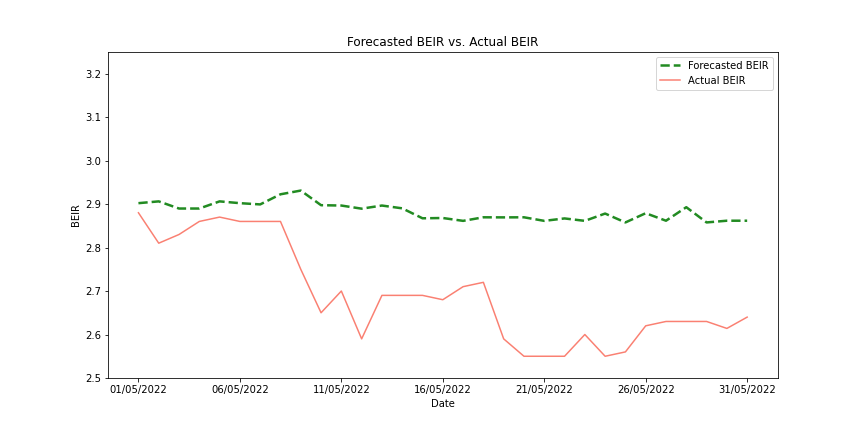 Forecasted BEIR vs. Actual BEIR
Forecasted BEIR
Actual BEIR
3.2
3.1
3.0
2.9
2.8
2.7
2.6
2.5
BEIR
01/05/2022 06/05/2022 11/05/2022 16/05/2022 21/05/2022 26/05/2022 31/05/2022
Date